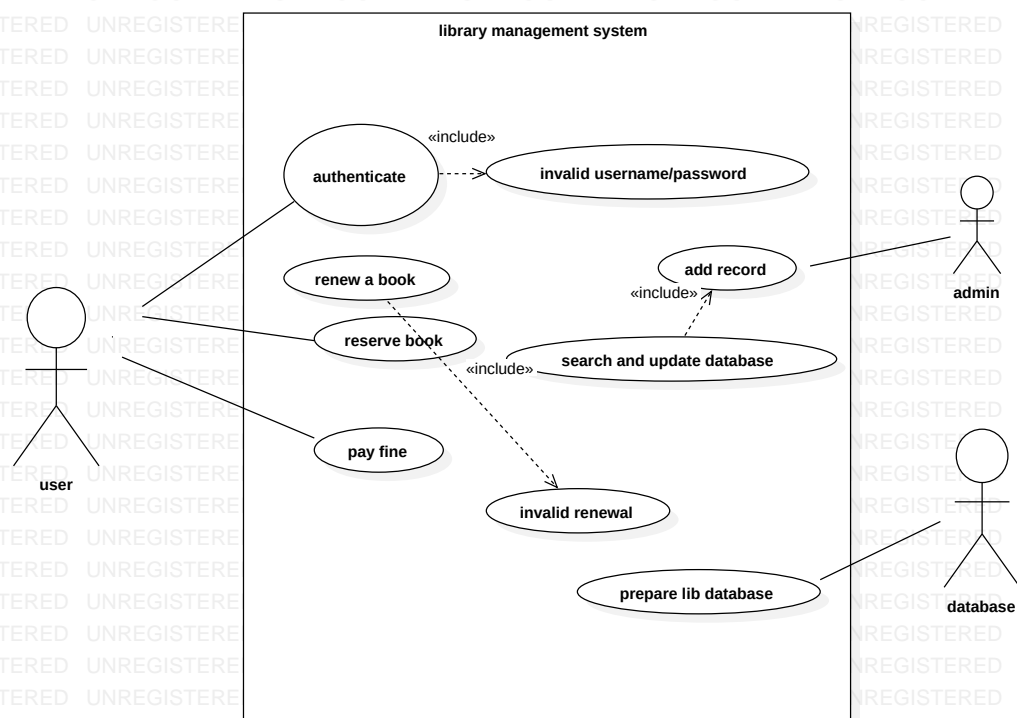 library management system
«include»
authenticate
invalid username/password
renew a book
add record
«include»
admin
reserve book
«include»
search and update database
pay fine
user
invalid renewal
prepare lib database
database
UNREGISTERED